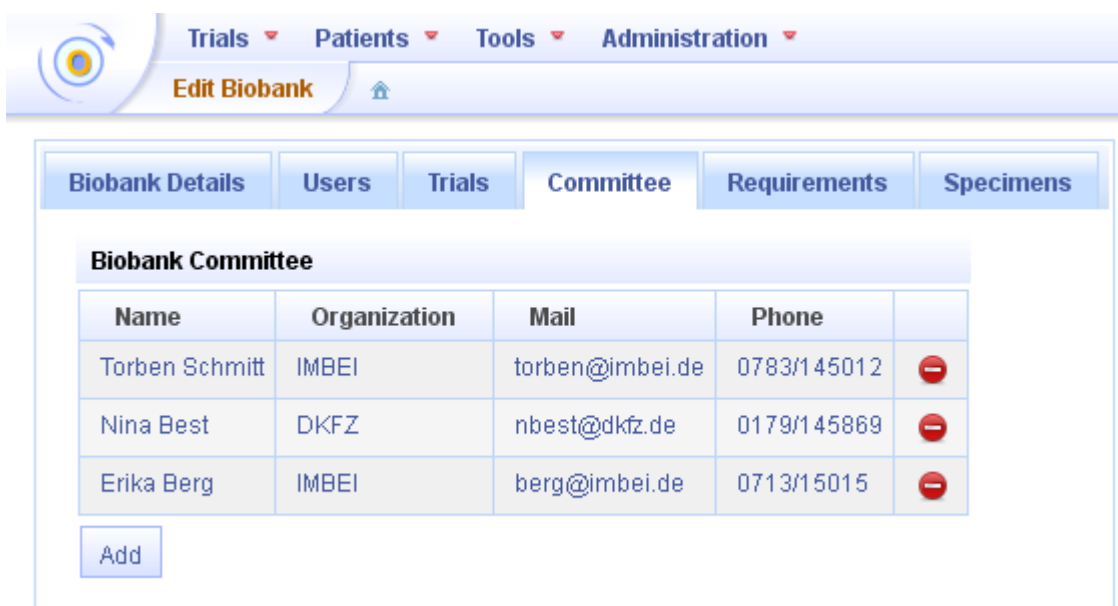 Trials Patients Tools Administration
Edit Biobank
Biobank Details Users Trials Committee Requirements Specimens
Biobank Committee
Name Organization Mail Phone
Torben Schmitt IMBEI torben@imbei.de 0783/145012
Nina Best DKFZ nbest@dkfz.de 0179/145869
Erika Berg IMBEI berg@imbei.de 0713/15015
Add